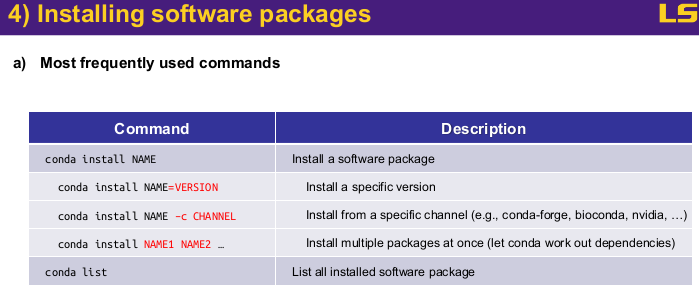 4) Installing software packages
LS
a) Most frequently used commands
Command Description
conda install NAME Install a software package
conda install NAME=VERSION Install a specific version
conda install NAME -c CHANNEL Install from a specific channel (e.g., conda-forge, bioconda, nvidia, …)
conda install NAME1 NAME2 … Install multiple packages at once (let conda work out dependencies)
conda list List all installed software package